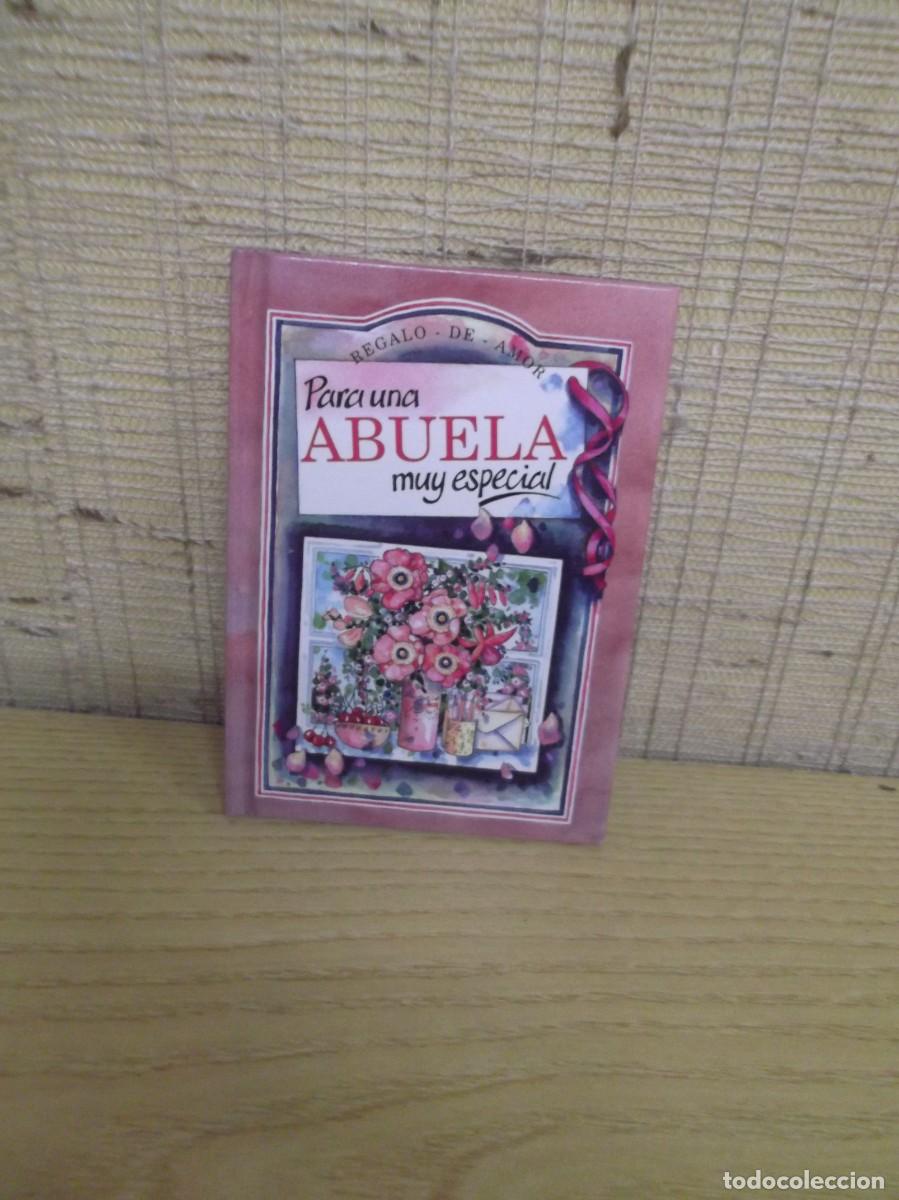 REGALO - DE - AMOR
Para una
ABUELA
muy especial
todocoleccion